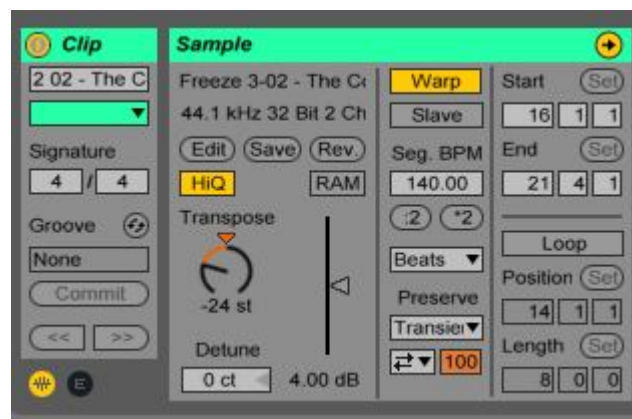 Clip
2 02 - The C
Signature
4 / 4
Groove
None
Commit
<< >>
E
Sample
Freeze 3-02 - The Co
44.1 kHz 32 Bit 2 Ch
Edit Save Rev.
HiQ RAM
Transpose
-24 st
Detune
0 ct 4.00 dB
Warp
Slave
Seg. BPM
140.00
:2 *2
Beats
Preserve
Transie
100
Start Set
16 1 1
End Set
21 4 1
Loop
Position Set
14 1 1
Length Set
8 0 0